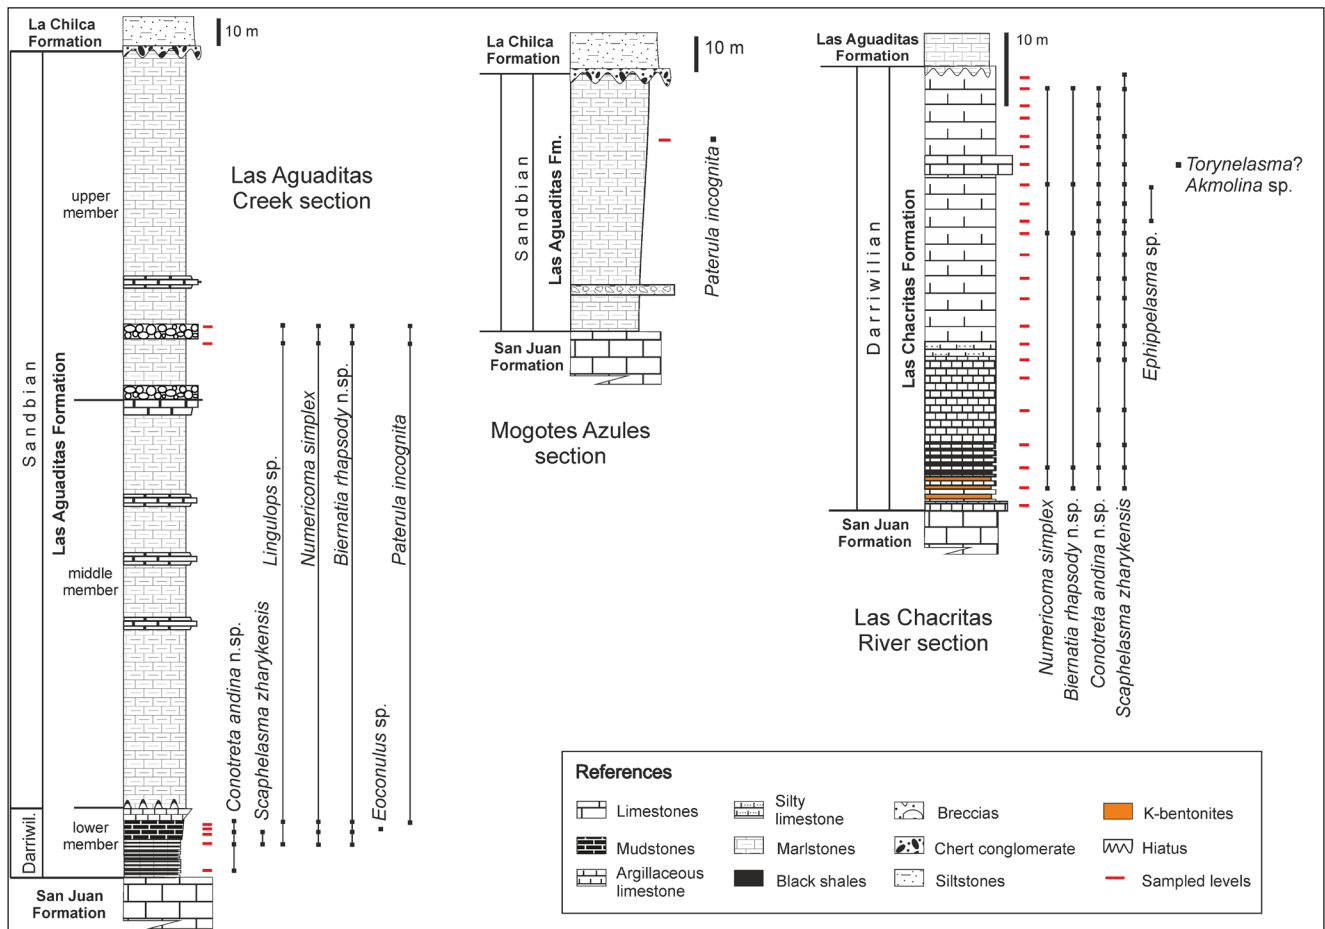 La Chilca
Formation
10 m
Sandbian
Las Aguaditas Formation
upper
member
Las Aguaditas
Creek section
middle
member
Conotreta andina n.sp.
Scaphelasma zharykensis
Lingulops sp.
Numericoma simplex
Biernatia rhapsody n.sp.
Eoconulus sp.
Paterula incognita
Darriwil.
lower
member
San Juan
Formation
La Chilca
Formation
10 m
Sandbian
Las Aguaditas Fm.
Paterula incognita
San Juan
Formation
Mogotes Azules
section
Las Aguaditas
Formation
10 m
Darriwilian
Las Chacritas Formation
Torynelasma?
Akmolina sp.
Ephippelasma sp.
San Juan
Formation
Numericoma simplex
Biernatia rhapsody n.sp.
Conotreta andina n.sp.
Scaphelasma zharykensis
Las Chacritas
River section
References
Limestones
Mudstones
Argillaceous
limestone
Silty
limestone
Marlstones
Black shales
Breccias
Chert conglomerate
Siltstones
K-bentonites
Hiatus
Sampled levels